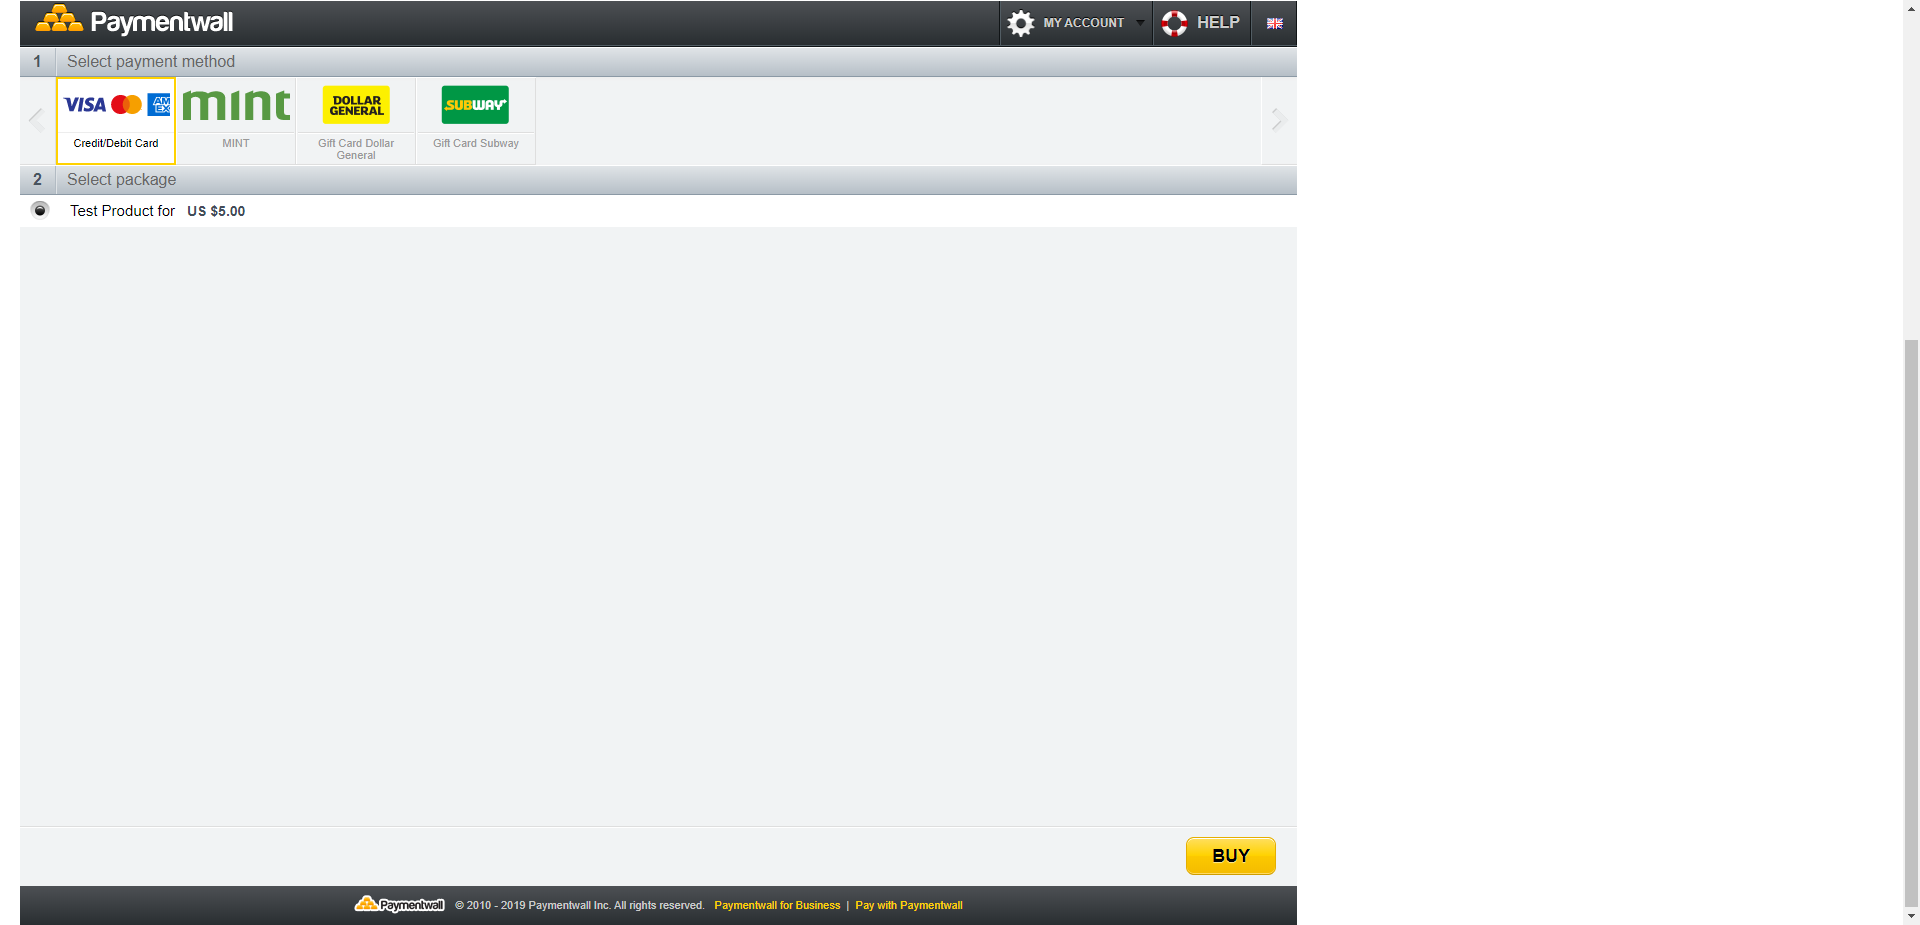 Paymentwall
MY ACCOUNT
HELP
1 Select payment method
VISA
AM
EX
mint
DOLLAR
GENERAL
SUBWAY
Credit/Debit Card
MINT
Gift Card Dollar
General
Gift Card Subway
2 Select package
Test Product for US $5.00
BUY
Paymentwall © 2010 - 2019 Paymentwall Inc. All rights reserved. Paymentwall for Business | Pay with Paymentwall